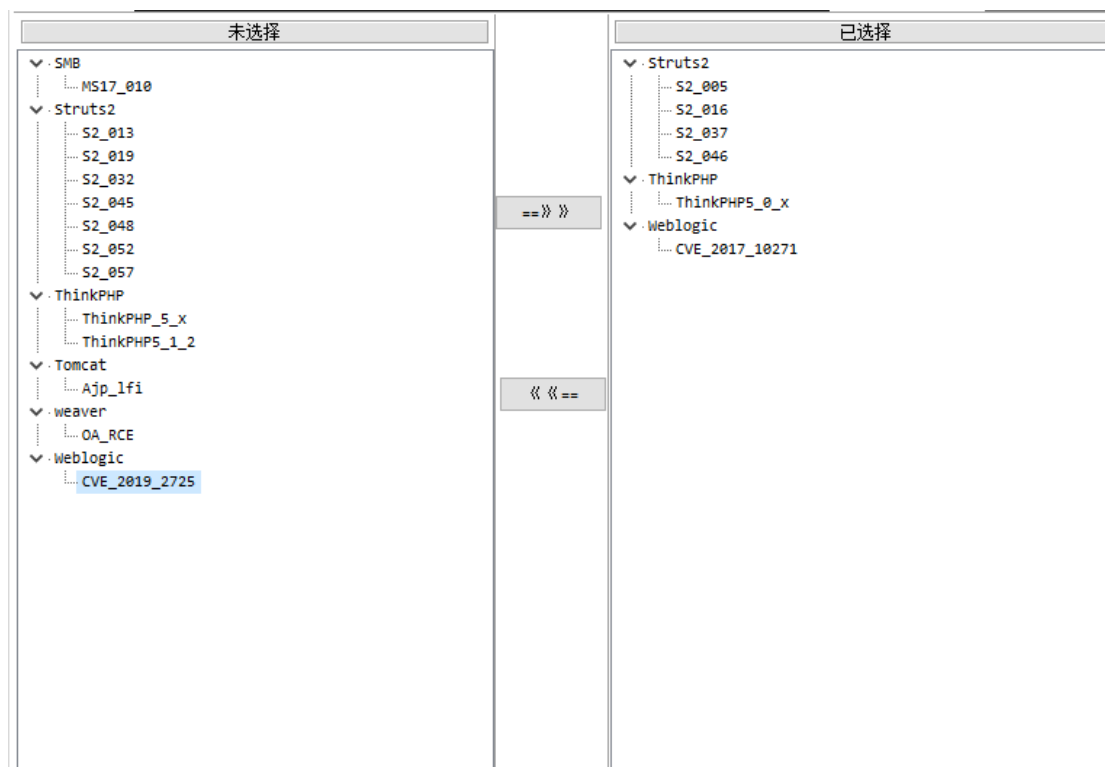 未选择
SMB
MS17_010
Struts2
S2_013
S2_019
S2_032
S2_045
S2_048
S2_052
S2_057
ThinkPHP
ThinkPHP_5_x
ThinkPHP5_1_2
Tomcat
Ajp_lfi
weaver
OA_RCE
Weblogic
CVE_2019_2725
==》》
《《==
已选择
Struts2
S2_005
S2_016
S2_037
S2_046
ThinkPHP
ThinkPHP5_0_x
Weblogic
CVE_2017_10271